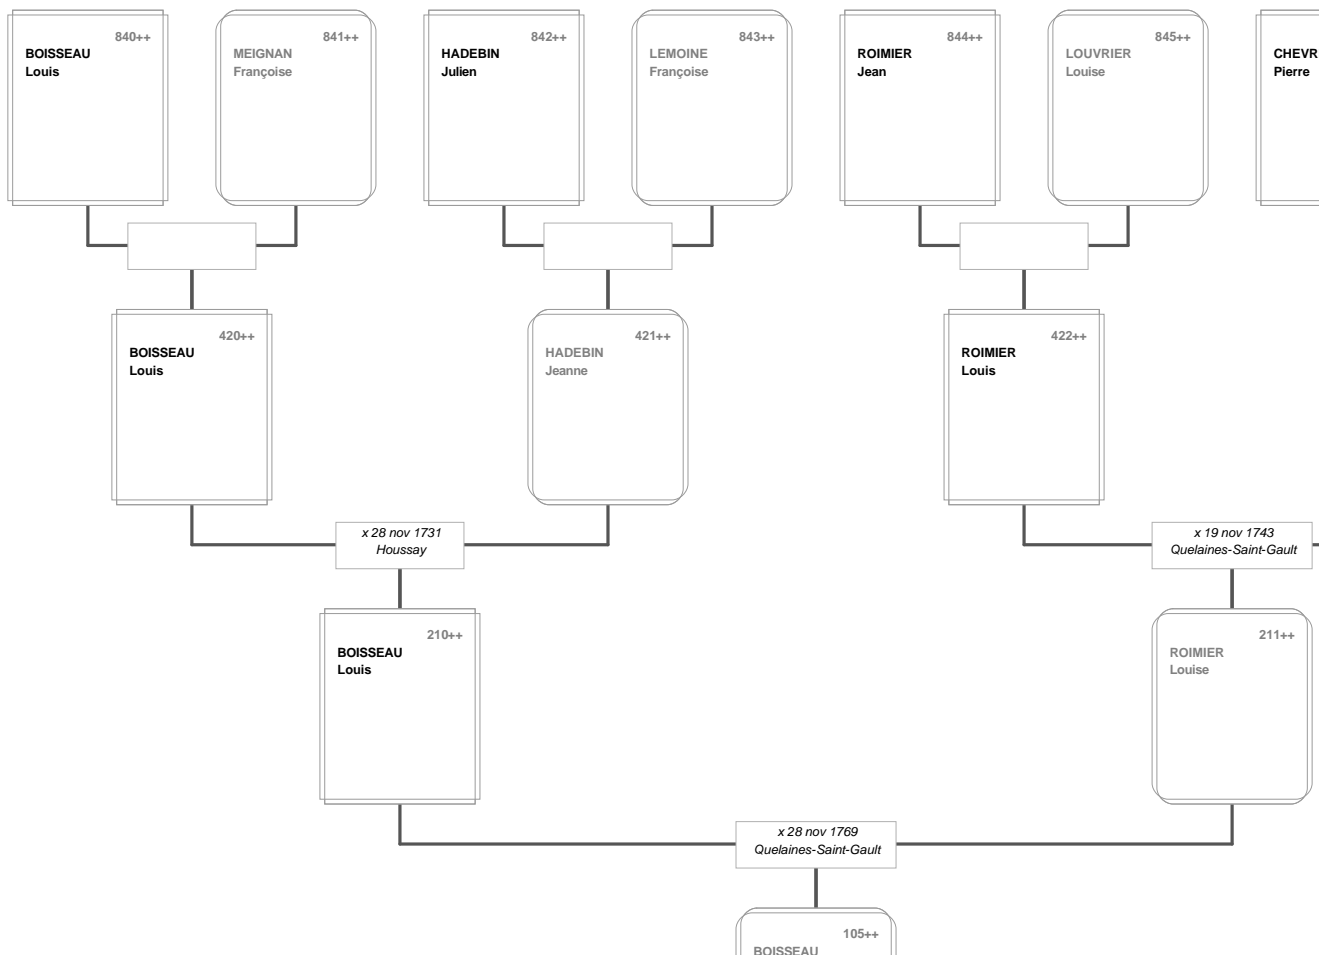 840++
BOISSEAU
Louis
841++
MEIGNAN
Françoise
842++
HADEBIN
Julien
843++
LEMOINE
Françoise
844++
ROIMIER
Jean
845++
LOUVRIER
Louise
CHEVR
Pierre
420++
BOISSEAU
Louis
421++
HADEBIN
Jeanne
422++
ROIMIER
Louis
x 28 nov 1731
Houssay
x 19 nov 1743
Quelaines-Saint-Gault
210++
BOISSEAU
Louis
211++
ROIMIER
Louise
x 28 nov 1769
Quelaines-Saint-Gault
105++
BOISSEAU